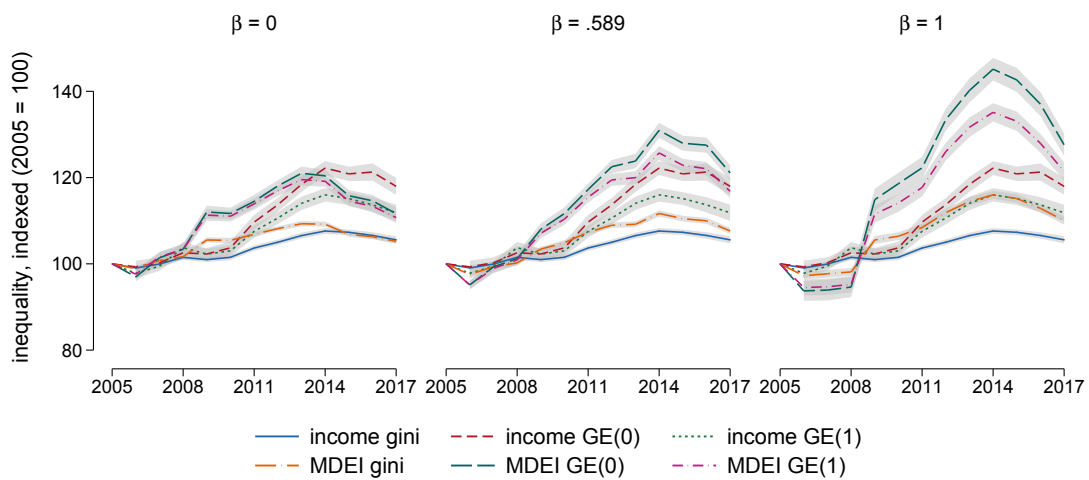 β = 0
β = .589
β = 1
inequality, indexed (2005 = 100)
140
120
100
80
2005 2008 2011 2014 2017
2005 2008 2011 2014 2017
2005 2008 2011 2014 2017
income gini income GE(0) income GE(1)
MDEI gini MDEI GE(0) MDEI GE(1)